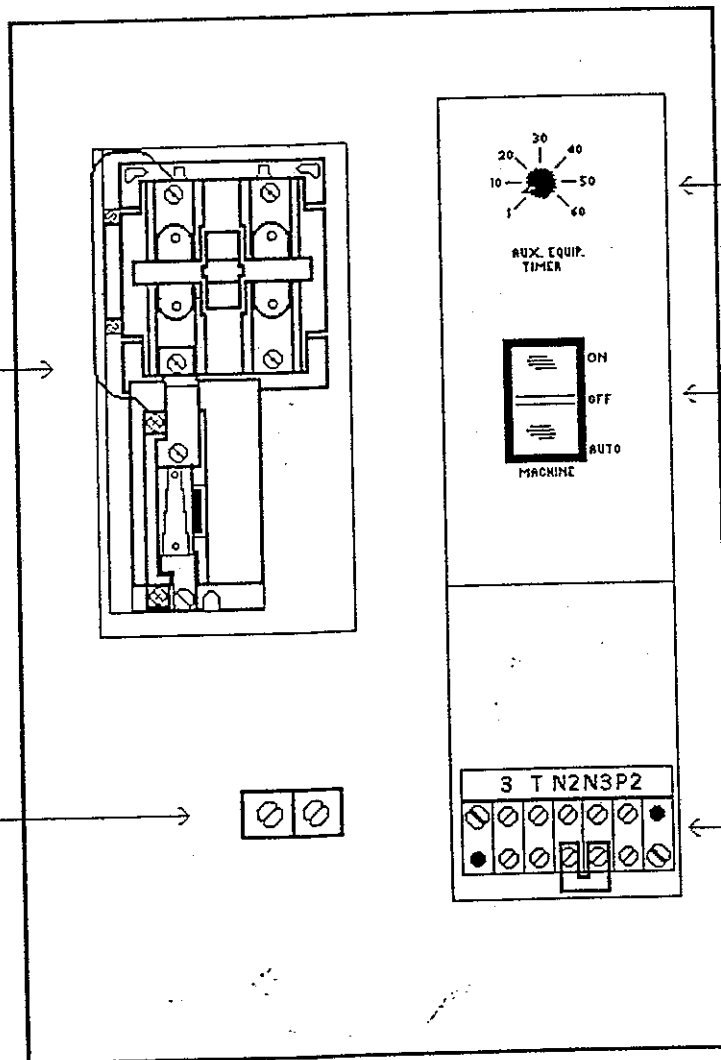 30
20 40
10 50
1 60
AUX. EQUIP.
TIMER
ON
OFF
AUTO
MACHINE
3 T N2N3P2